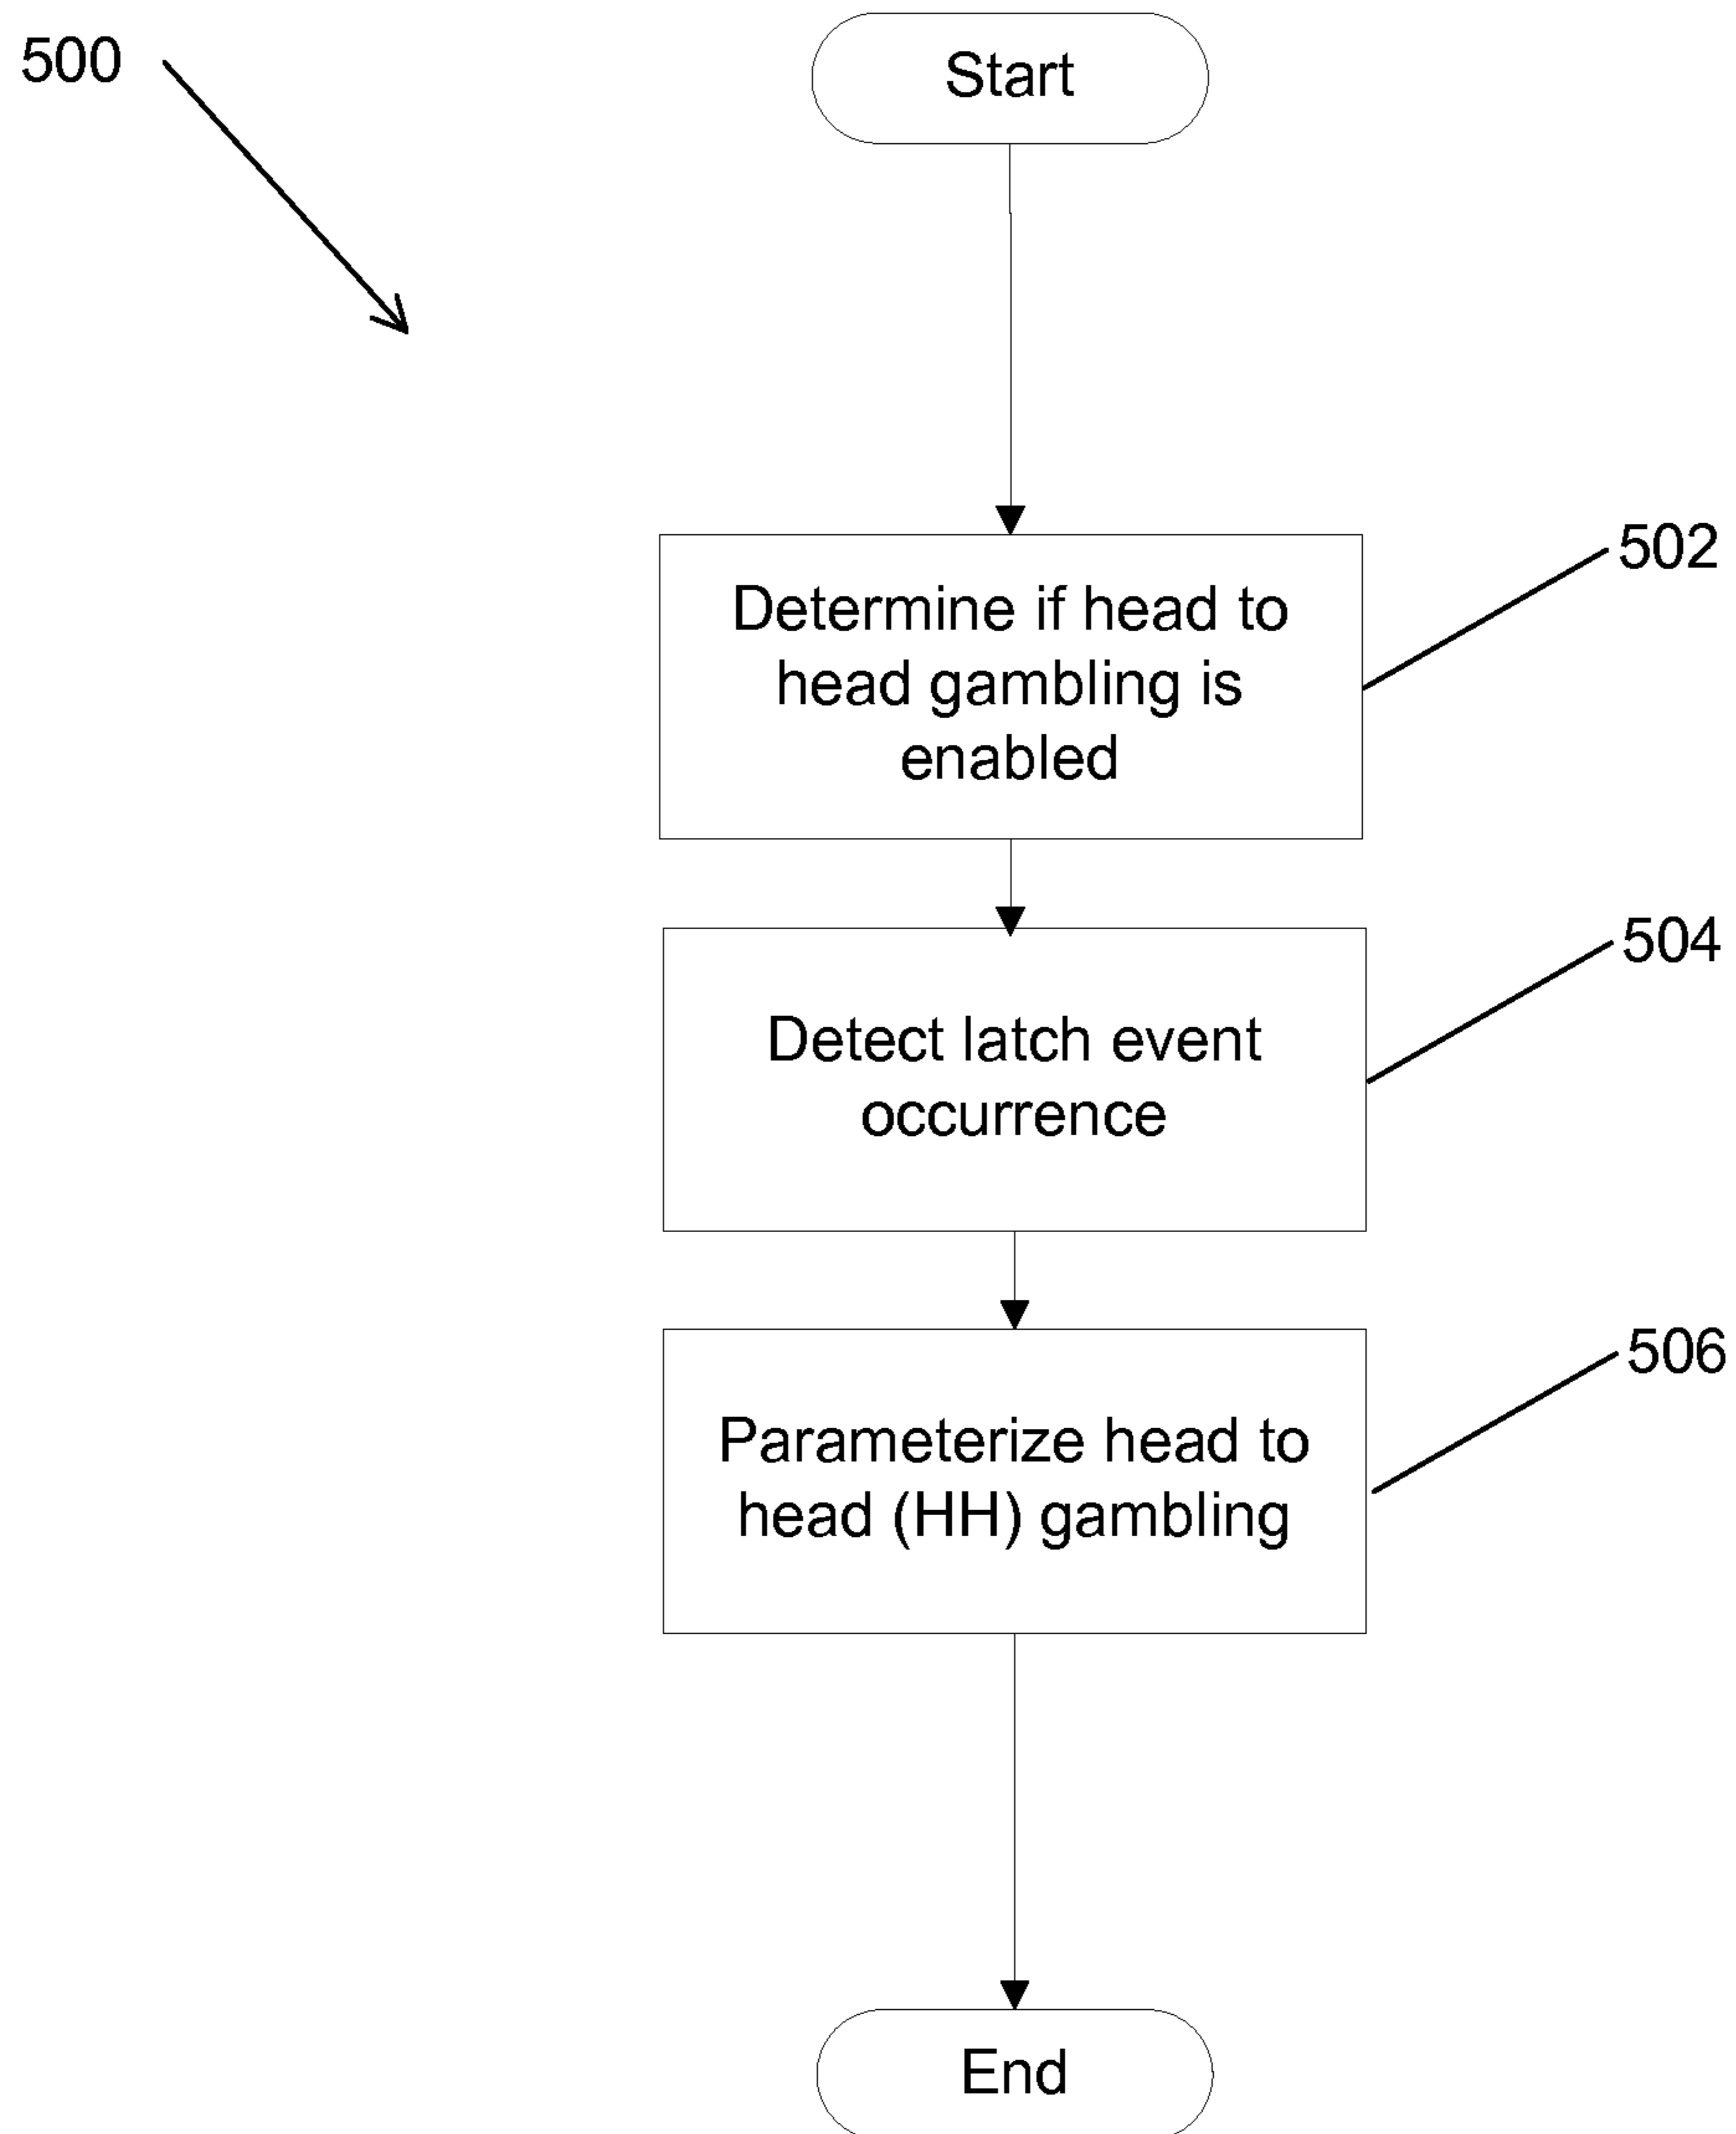 500
Start
Determine if head to
head gambling is
enabled
502
Detect latch event
occurrence
504
Parameterize head to
head (HH) gambling
506
End